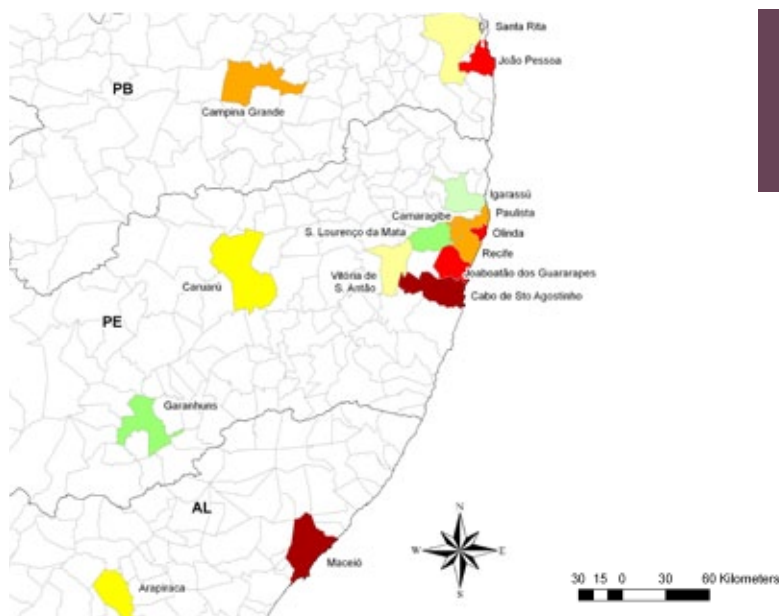 Santa Rita
João Pessoa
PB
Campina Grande
Igarassú
Camaragibe
Paulista
S. Lourenço da Mata
Olinda
Recife
Vitória de
S. Antão
Joaboatão dos Guararapes
Caruarú
Cabo de Sto Agostinho
PE
Garanhuns
AL
N
W
E
S
Maceió
Arapiraca
30 15 0 30 60 Kilometers